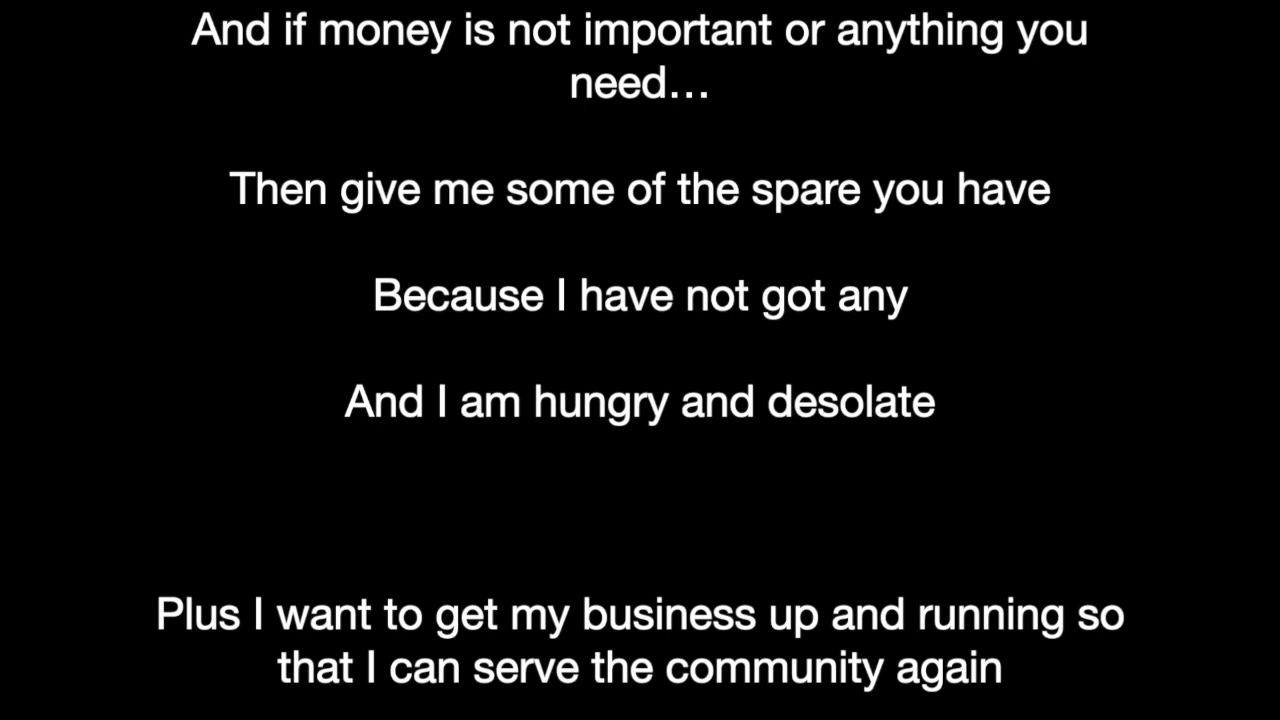 And if money is not important or anything you
need…
Then give me some of the spare you have
Because I have not got any
And I am hungry and desolate
Plus I want to get my business up and running so
that I can serve the community again